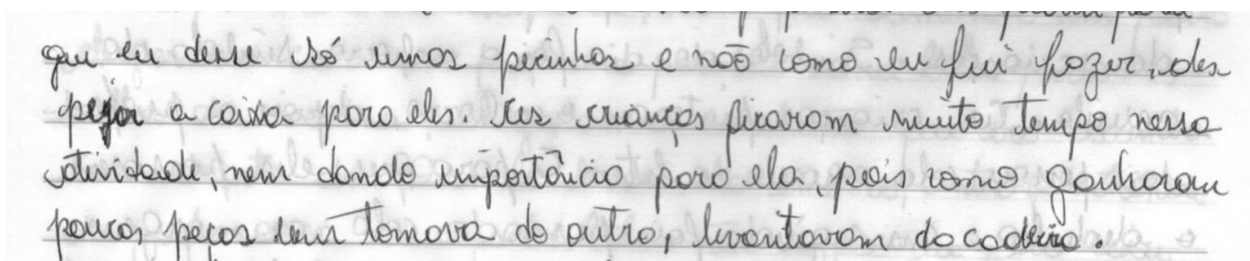 que eu desse só umas pecinhas e não como eu fui fazer, des
pejar a caixa para eles. As crianças ficaram muito tempo nessa
atividade, nem dando importância para ela, pois como ganharam
poucas peças um tomava do outro, levantavam da cadeira.